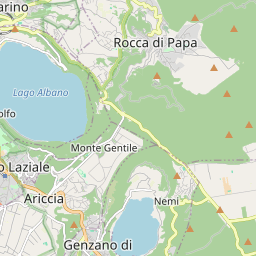 arino
Rocca di Papa
Lago Albano
olfo
Monte Gentile
o Laziale
Ariccia
Nemi
Genzano di